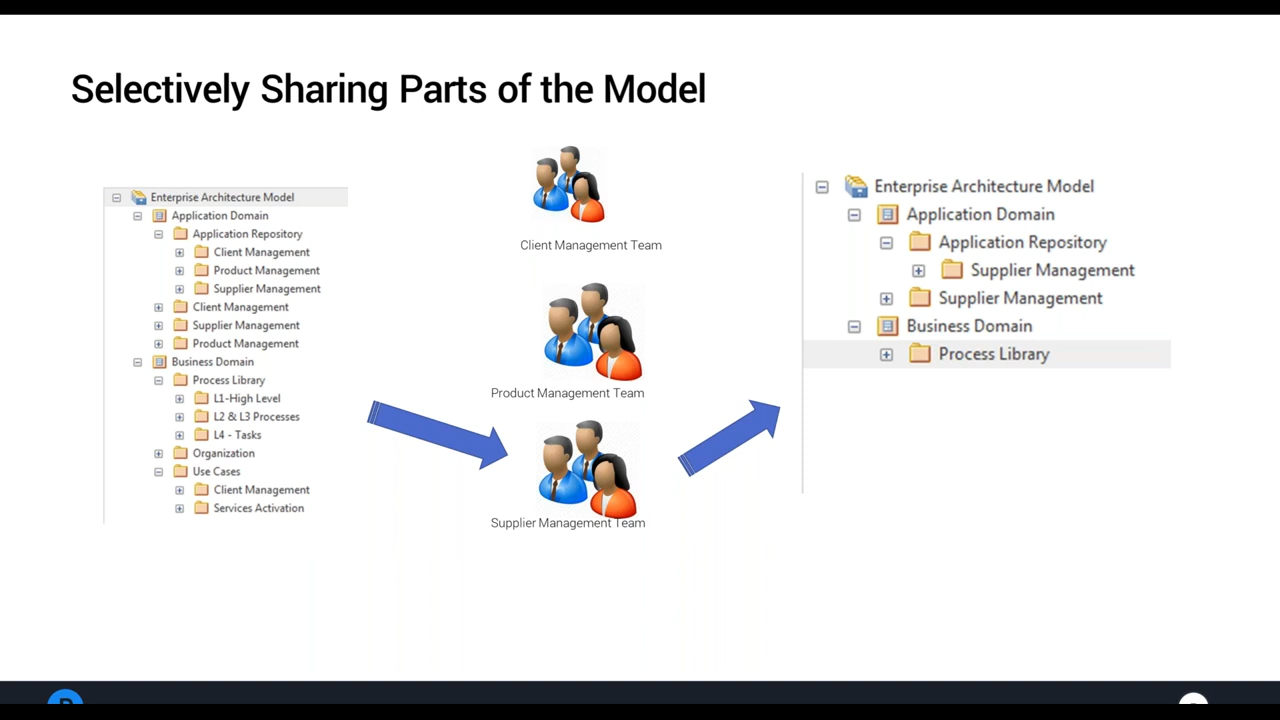 Selectively Sharing Parts of the Model
Enterprise Architecture Model
Application Domain
Application Repository
Client Management
Product Management
Supplier Management
Client Management
Supplier Management
Product Management
Business Domain
Process Library
L1-High Level
L2 & L3 Processes
L4 - Tasks
Organization
Use Cases
Client Management
Services Activation
Client Management Team
Product Management Team
Supplier Management Team
Enterprise Architecture Model
Application Domain
Application Repository
Supplier Management
Supplier Management
Business Domain
Process Library